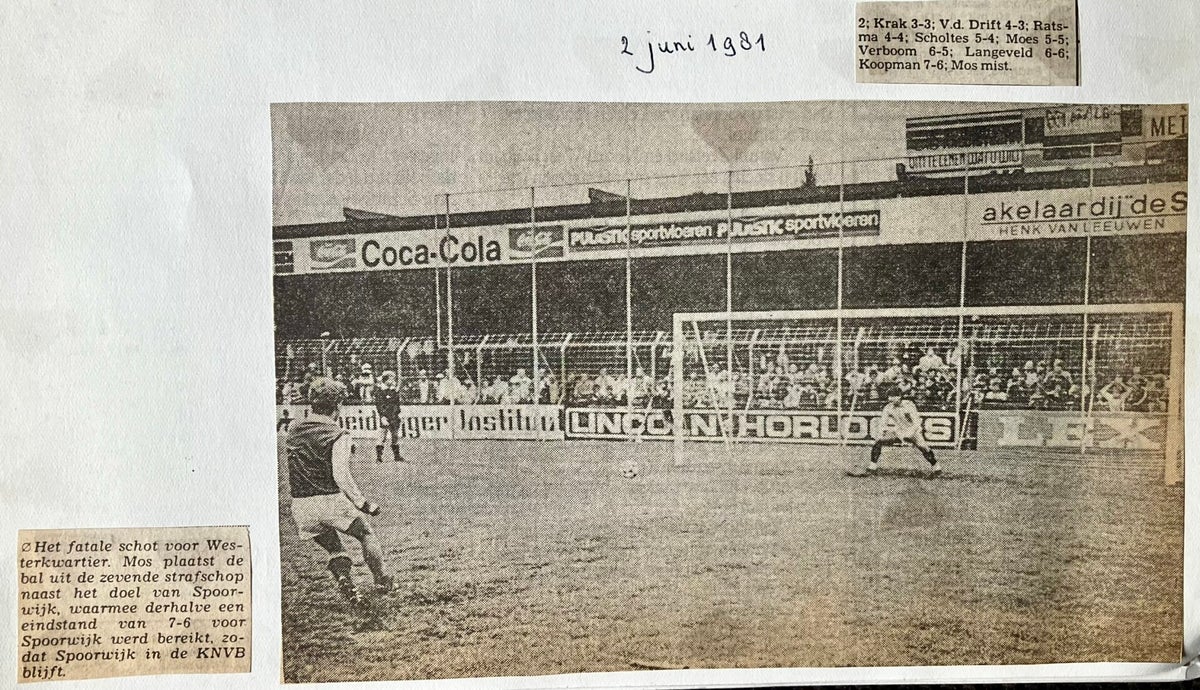 2 juni 1981
2; Krak 3-3; V.d. Drift 4-3; Rats-
ma 4-4; Scholtes 5-4; Moes 5-5;
Verboom 6-5; Langeveld 6-6;
Koopman 7-6; Mos mist.
MET
Coca-Cola
PULASTIC sportvloeren PULASTIC sportvloeren
akelaardij "de S
HENK VAN LEEUWEN
Instituut
LINCOLN HORLOGES
LEX
Het fatale schot voor Wes-
terkwartier. Mos plaatst de
bal uit de zevende strafschop
naast het doel van Spoor-
wijk, waarmee derhalve een
eindstand van 7-6 voor
Spoorwijk werd bereikt, zo-
dat Spoorwijk in de KNVB
blijft.